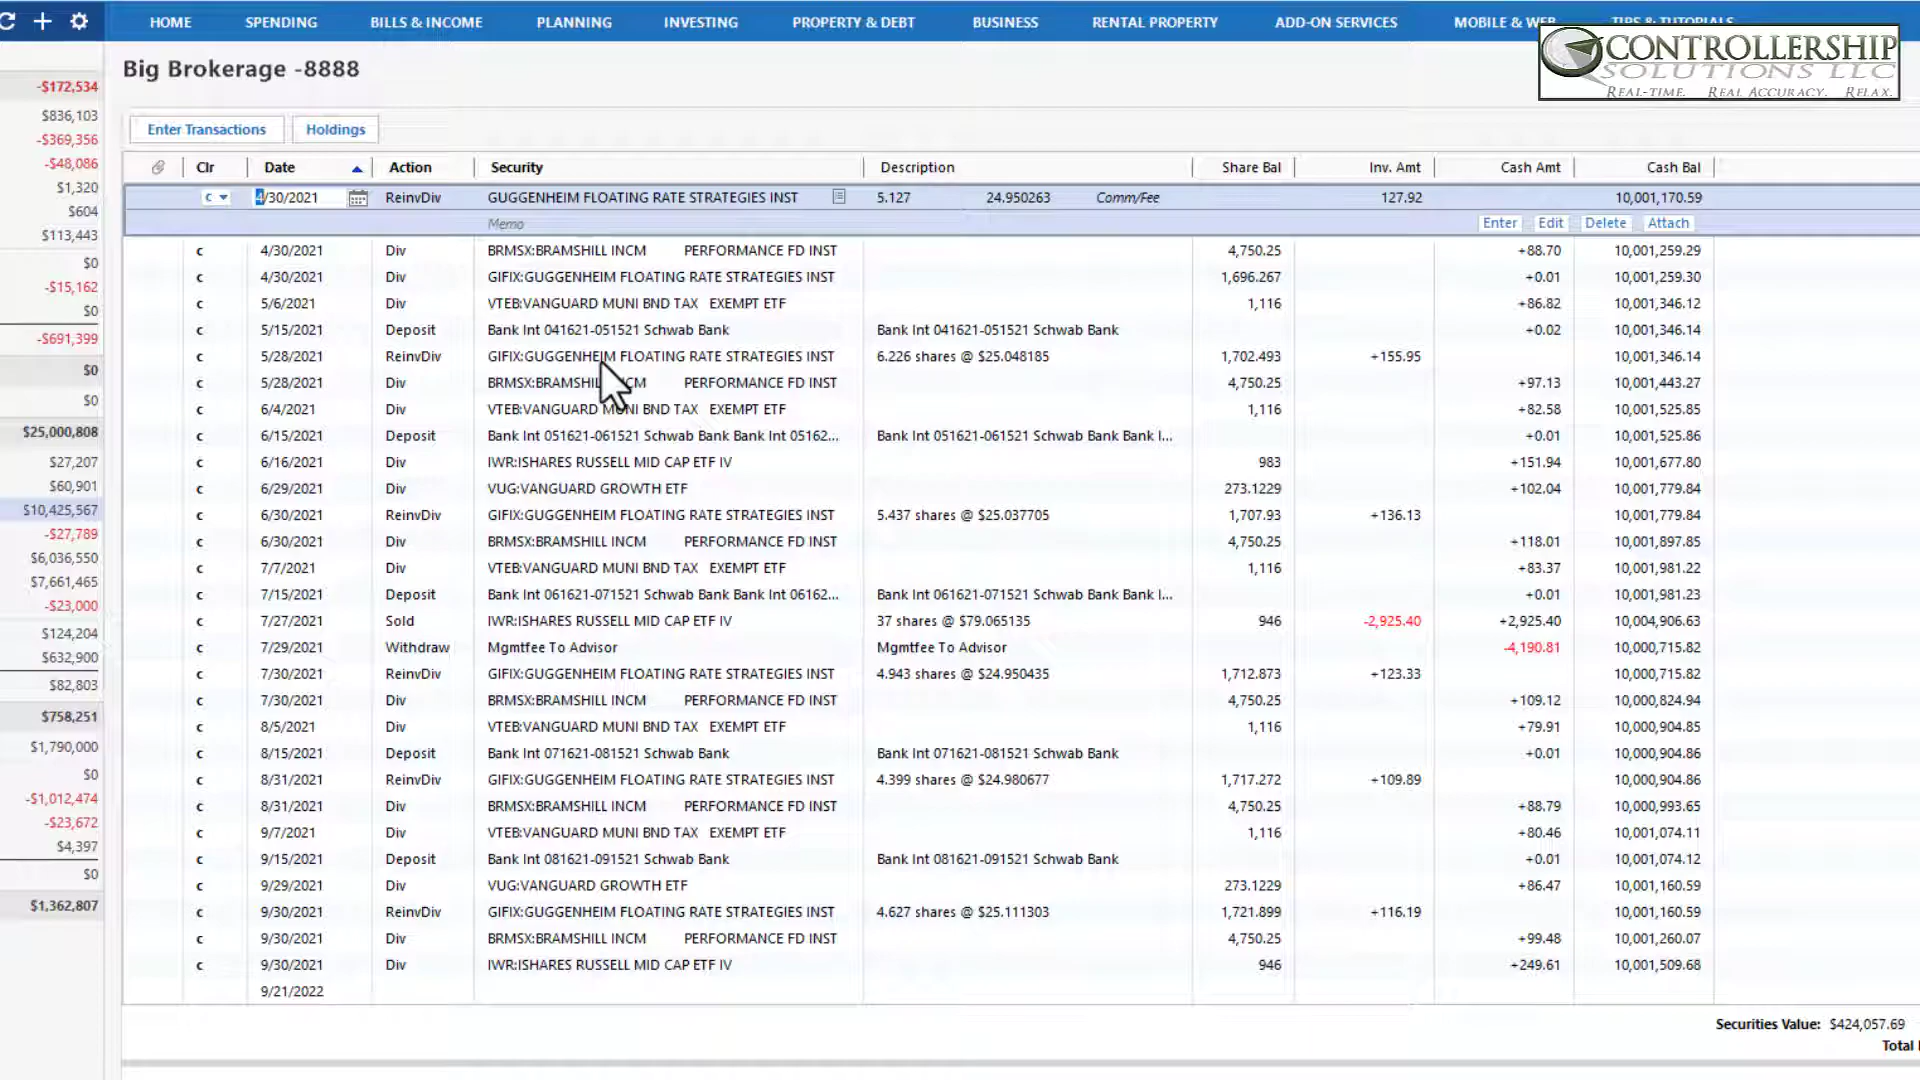 HOME SPENDING BILLS & INCOME PLANNING INVESTING PROPERTY & DEBT BUSINESS RENTAL PROPERTY ADD-ON SERVICES MOBILE & WEB TIPS & TUTORIALS
CONTROLLERSHIP
SOLUTIONS LLC
REAL-TIME. REAL ACCURACY. RELAX.
Big Brokerage -8888
Enter Transactions Holdings
Clr Date Action Security Description Share Bal Inv. Amt Cash Amt Cash Bal
c 4/30/2021 ReinvDiv GUGGENHEIM FLOATING RATE STRATEGIES INST 5.127 24.950263 Comm/Fee 127.92 10,001,170.59
Memo Enter Edit Delete Attach
c 4/30/2021 Div BRMSX:BRAMSHILL INCM PERFORMANCE FD INST 4,750.25 +88.70 10,001,259.29
c 4/30/2021 Div GIFIX:GUGGENHEIM FLOATING RATE STRATEGIES INST 1,696.267 +0.01 10,001,259.30
c 5/6/2021 Div VTEB:VANGUARD MUNI BND TAX EXEMPT ETF 1,116 +86.82 10,001,346.12
c 5/15/2021 Deposit Bank Int 041621-051521 Schwab Bank Bank Int 041621-051521 Schwab Bank +0.02 10,001,346.14
c 5/28/2021 ReinvDiv GIFIX:GUGGENHEIM FLOATING RATE STRATEGIES INST 6.226 shares @ $25.048185 1,702.493 +155.95 10,001,346.14
c 5/28/2021 Div BRMSX:BRAMSHILL INCM PERFORMANCE FD INST 4,750.25 +97.13 10,001,443.27
c 6/4/2021 Div VTEB:VANGUARD MUNI BND TAX EXEMPT ETF 1,116 +82.58 10,001,525.85
c 6/15/2021 Deposit Bank Int 051621-061521 Schwab Bank Bank Int 05162... Bank Int 051621-061521 Schwab Bank Bank I... +0.01 10,001,525.86
c 6/16/2021 Div IWR:ISHARES RUSSELL MID CAP ETF IV 983 +151.94 10,001,677.80
c 6/29/2021 Div VUG:VANGUARD GROWTH ETF 273.1229 +102.04 10,001,779.84
c 6/30/2021 ReinvDiv GIFIX:GUGGENHEIM FLOATING RATE STRATEGIES INST 5.437 shares @ $25.037705 1,707.93 +136.13 10,001,779.84
c 6/30/2021 Div BRMSX:BRAMSHILL INCM PERFORMANCE FD INST 4,750.25 +118.01 10,001,897.85
c 7/7/2021 Div VTEB:VANGUARD MUNI BND TAX EXEMPT ETF 1,116 +83.37 10,001,981.22
c 7/15/2021 Deposit Bank Int 061621-071521 Schwab Bank Bank Int 06162... Bank Int 061621-071521 Schwab Bank Bank I... +0.01 10,001,981.23
c 7/27/2021 Sold IWR:ISHARES RUSSELL MID CAP ETF IV 37 shares @ $79.065135 946 -2,925.40 +2,925.40 10,004,906.63
c 7/29/2021 Withdraw Mgmtfee To Advisor Mgmtfee To Advisor -4,190.81 10,000,715.82
c 7/30/2021 ReinvDiv GIFIX:GUGGENHEIM FLOATING RATE STRATEGIES INST 4.943 shares @ $24.950435 1,712.873 +123.33 10,000,715.82
c 7/30/2021 Div BRMSX:BRAMSHILL INCM PERFORMANCE FD INST 4,750.25 +109.12 10,000,824.94
c 8/5/2021 Div VTEB:VANGUARD MUNI BND TAX EXEMPT ETF 1,116 +79.91 10,000,904.85
c 8/15/2021 Deposit Bank Int 071621-081521 Schwab Bank Bank Int 071621-081521 Schwab Bank +0.01 10,000,904.86
c 8/31/2021 ReinvDiv GIFIX:GUGGENHEIM FLOATING RATE STRATEGIES INST 4.399 shares @ $24.980677 1,717.272 +109.89 10,000,904.86
c 8/31/2021 Div BRMSX:BRAMSHILL INCM PERFORMANCE FD INST 4,750.25 +88.79 10,000,993.65
c 9/7/2021 Div VTEB:VANGUARD MUNI BND TAX EXEMPT ETF 1,116 +80.46 10,001,074.11
c 9/15/2021 Deposit Bank Int 081621-091521 Schwab Bank Bank Int 081621-091521 Schwab Bank +0.01 10,001,074.12
c 9/29/2021 Div VUG:VANGUARD GROWTH ETF 273.1229 +86.47 10,001,160.59
c 9/30/2021 ReinvDiv GIFIX:GUGGENHEIM FLOATING RATE STRATEGIES INST 4.627 shares @ $25.111303 1,721.899 +116.19 10,001,160.59
c 9/30/2021 Div BRMSX:BRAMSHILL INCM PERFORMANCE FD INST 4,750.25 +99.48 10,001,260.07
c 9/30/2021 Div IWR:ISHARES RUSSELL MID CAP ETF IV 946 +249.61 10,001,509.68
9/21/2022
Securities Value: $424,057.69
Total
-$172,534
$836,103
-$369,356
-$48,086
$1,320
$604
$113,443
$0
-$15,162
$0
-$691,399
$0
$0
$25,000,808
$27,207
$60,901
$10,425,567
-$27,789
$6,036,550
$7,661,465
-$23,000
$124,204
$632,900
$82,803
$758,251
$1,790,000
$0
-$1,012,474
-$23,672
$4,397
$0
$1,362,807